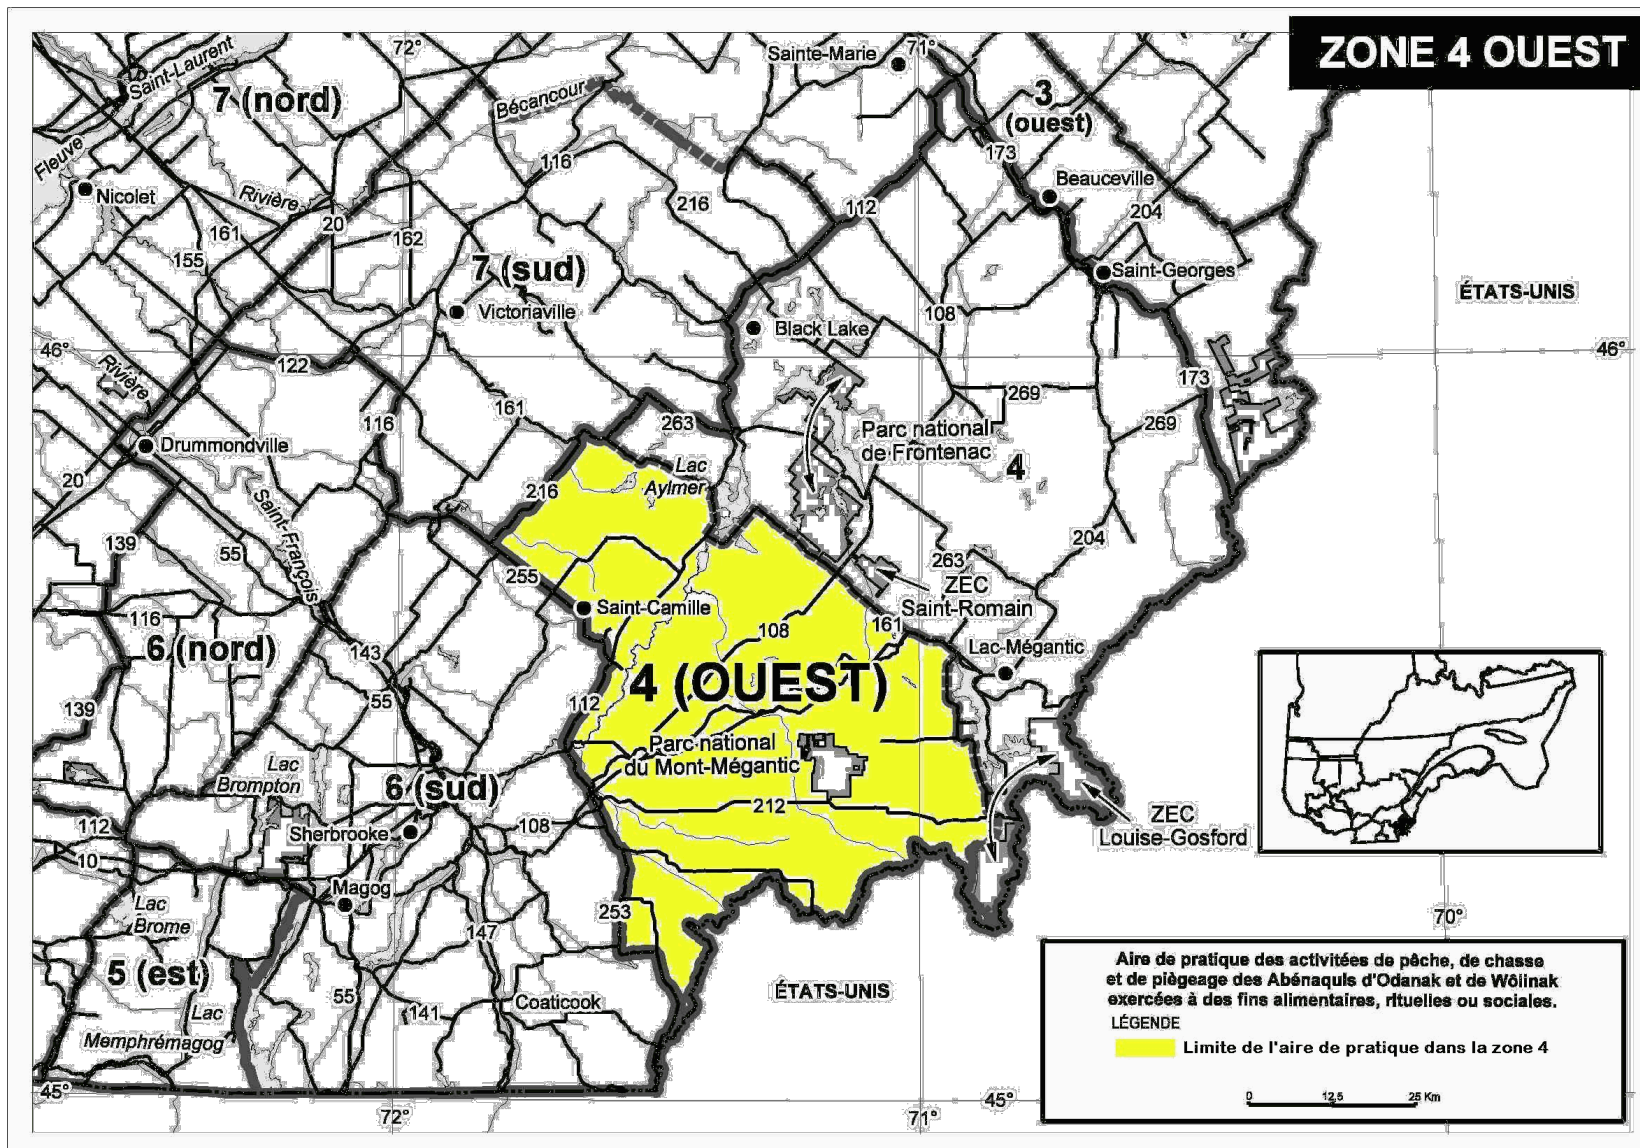 ZONE 4 OUEST
72°
71°
Sainte-Marie
Saint-Laurent
7 (nord)
Fleuve
Bécancour
3
(ouest)
173
116
Beauceville
Nicolet
Rivière
216
112
204
161
20
162
155
7 (sud)
Saint-Georges
ÉTATS-UNIS
Victoriaville
Black Lake
108
46°
46°
122
Rivière
173
161
269
116
263
269
Parc national
de Frontenac
Drummondville
Lac
Aylmer
4
20
216
Saint-François
139
55
204
263
255
ZEC
Saint-Romain
Saint-Camille
116
108
161
6 (nord)
143
Lac-Mégantic
4 (OUEST)
55
139
112
Parc national
du Mont-Mégantic
Lac
Brompton
6 (sud)
212
ZEC
Louise-Gosford
112
Sherbrooke
108
10
Magog
Lac
Brome
253
70°
147
5 (est)
55
Coaticook
ÉTATS-UNIS
Lac
Memphrémagog
141
45°
45°
72°
71°
Aire de pratique des activitées de pêche, de chasse
et de piègeage des Abénaquis d'Odanak et de Wôlinak
exercées à des fins alimentaires, rituelles ou sociales.
LÉGENDE
Limite de l'aire de pratique dans la zone 4
0 12,5 25 Km